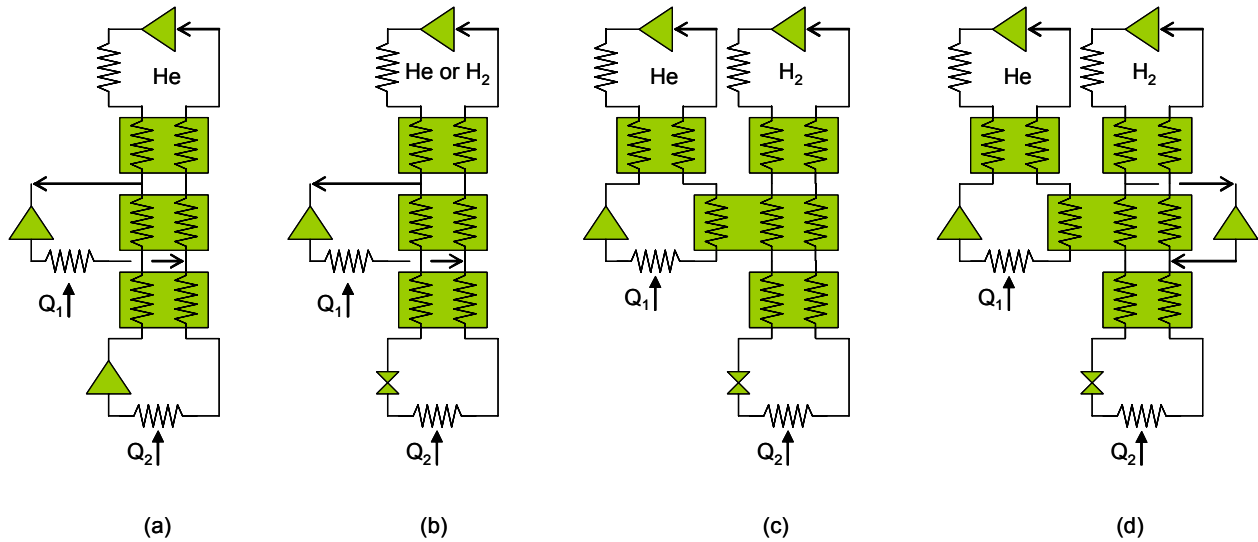 He
He or H₂
He
H₂
He
H₂
Q₁
Q₁
Q₁
Q₁
Q₂
Q₂
Q₂
Q₂
(a)
(b)
(c)
(d)